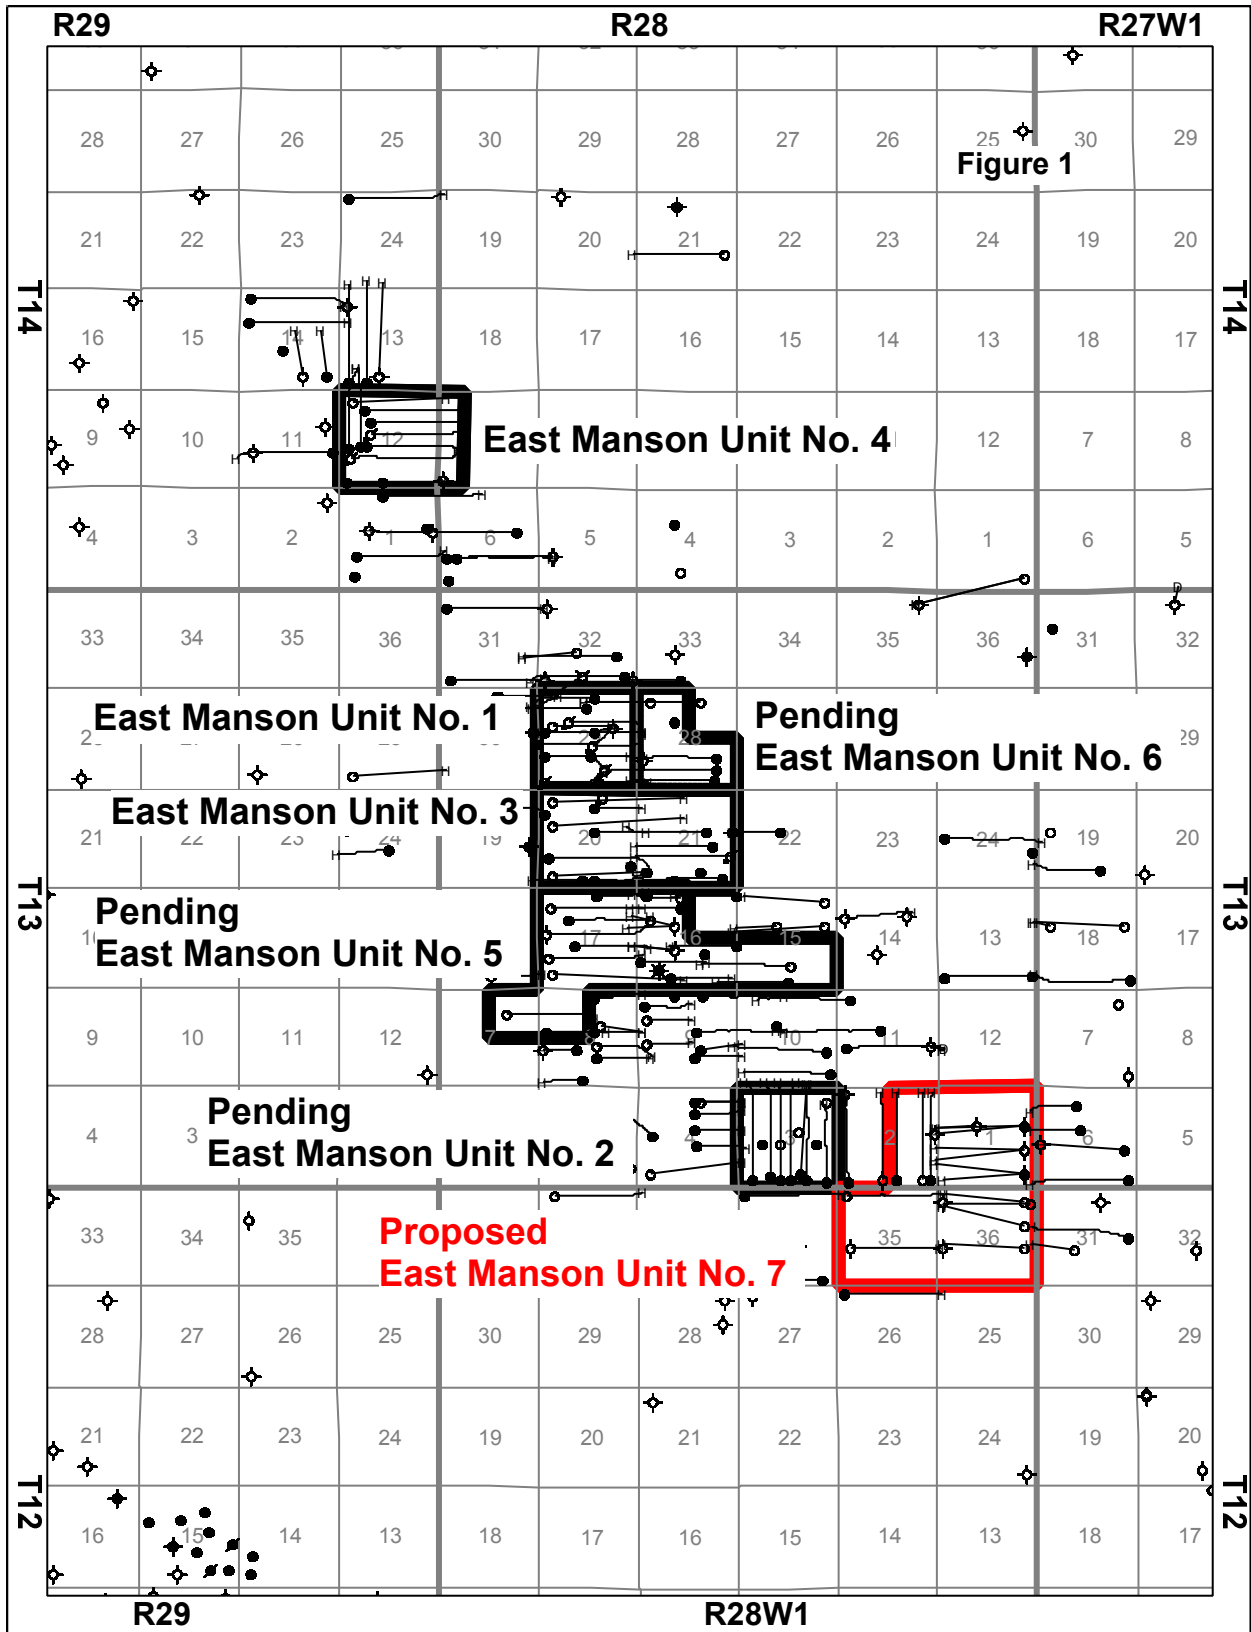 R29 R28 R27W1
28 27 26 25 30 29 28 27 26 25 30 29
Figure 1
21 22 23 24 19 20 21 22 23 24 19 20
T14 T14
16 15 14 13 18 17 16 15 14 13 18 17
9 10 11 12 East Manson Unit No. 4 12 7 8
4 3 2 1 6 5 4 3 2 1 6 5
33 34 35 36 31 32 33 34 35 36 31 32
East Manson Unit No. 1 28 29
Pending
East Manson Unit No. 6
East Manson Unit No. 3
21 22 23 24 19 20 21 22 23 24 19 20
T13 T13
Pending
East Manson Unit No. 5
17 16 15 14 13 18 17
9 10 11 12 7 8 9 10 11 12 7 8
Pending
East Manson Unit No. 2
4 3 4 3 2 1 6 5
33 34 35 35 36 31 32
Proposed
East Manson Unit No. 7
28 27 26 25 30 29 28 27 26 25 30 29
21 22 23 24 19 20 21 22 23 24 19 20
T12 T12
16 15 14 13 18 17 16 15 14 13 18 17
R29 R28W1